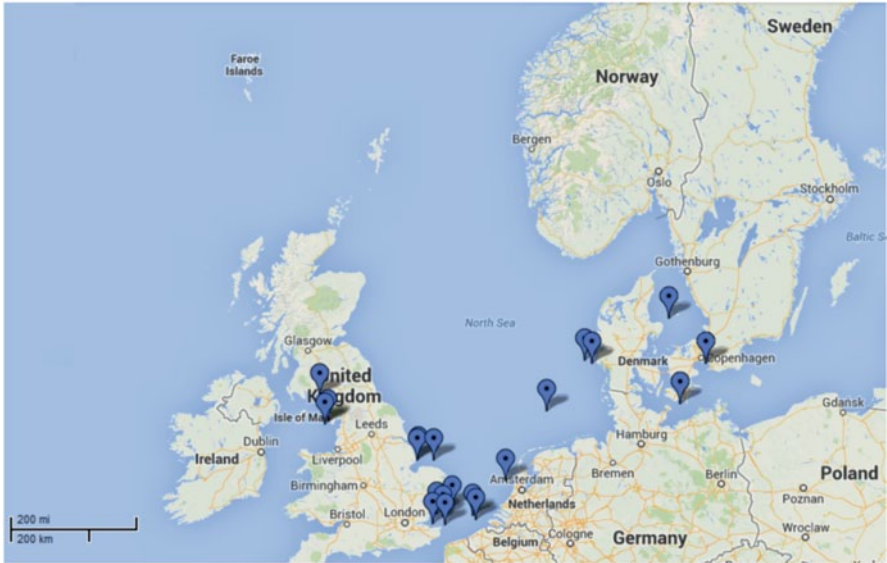 Sweden
Faroe
Islands
Norway
Bergen
Oslo
Stockholm
Baltic S
Gothenburg
North Sea
Glasgow
Denmark
Copenhagen
United
Kingdom
Isle of Ma
Gdansk
Leeds
Hamburg
Dublin
Ireland
Liverpool
Bremen
Berlin
Poland
Amsterdam
Birmingham
Netherlands
Poznan
200 mi
200 km
Bristol
London
Wroclaw
Belgium
Cologne
Germany